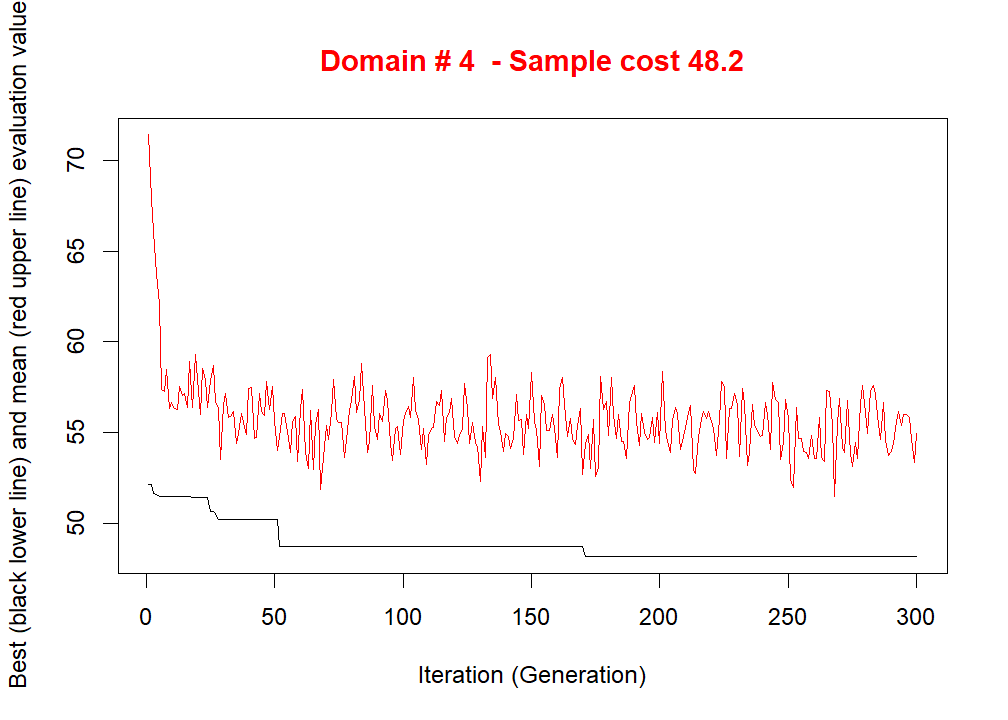 Domain # 4  - Sample cost 48.2
Best (black lower line) and mean (red upper line) evaluation value
70
65
60
55
50
0 50 100 150 200 250 300
Iteration (Generation)